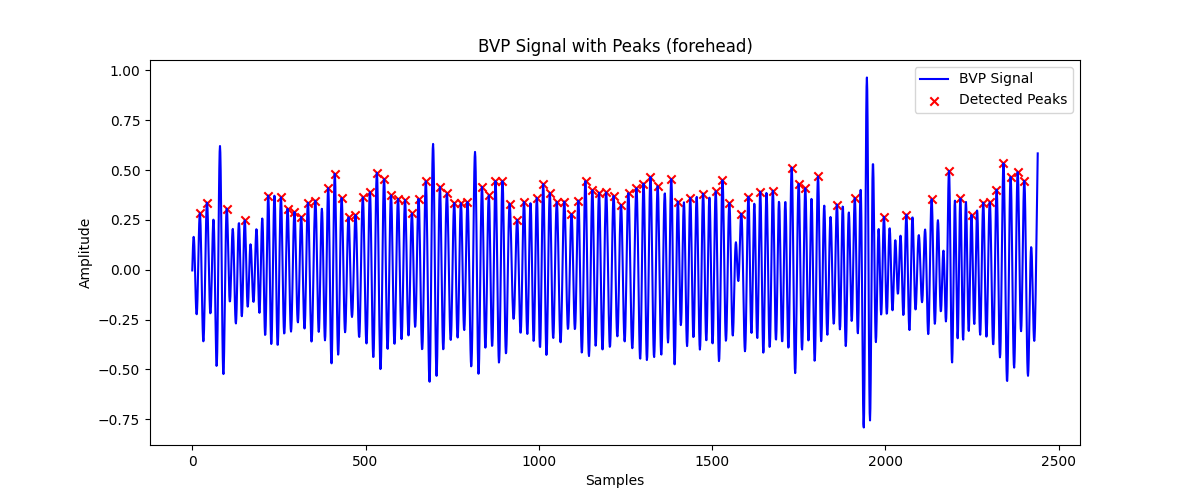 BVP Signal with Peaks (forehead)
BVP Signal
Detected Peaks
1.00
0.75
0.50
0.25
0.00
−0.25
−0.50
−0.75
Amplitude
0
500
1000
1500
2000
2500
Samples